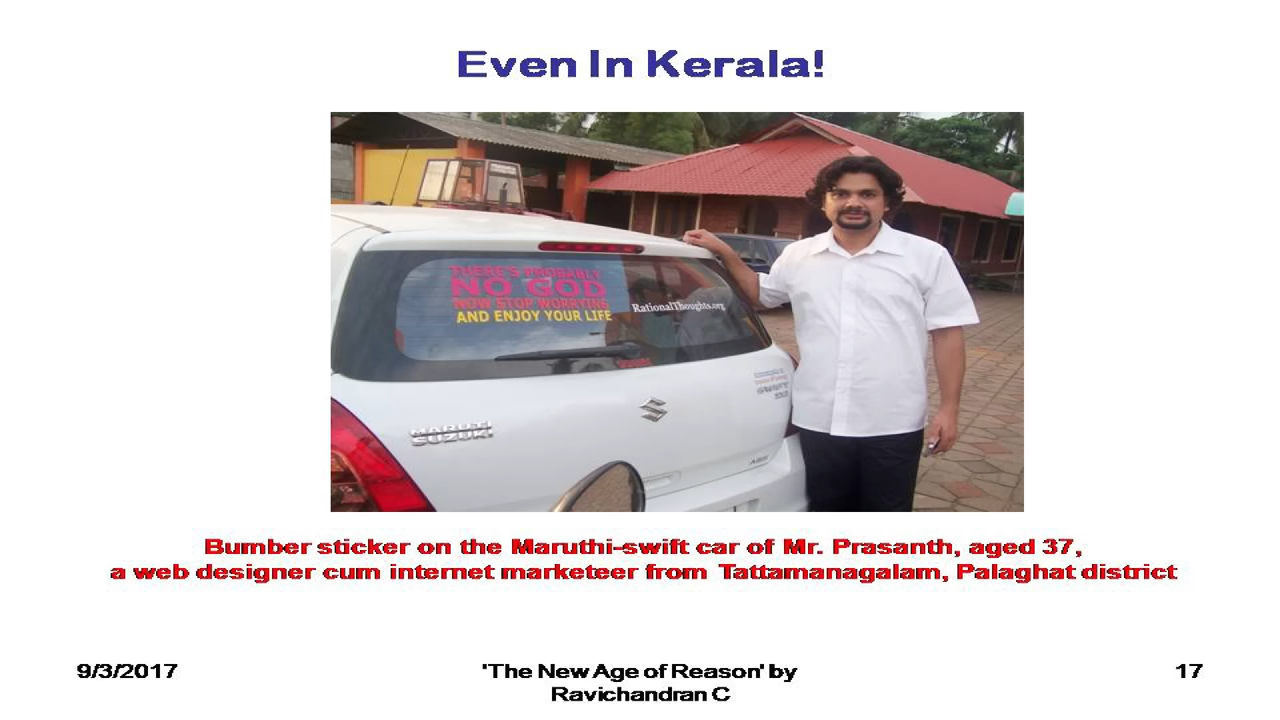 Even In Kerala!
THERE'S PROBABLY
NO GOD
NOW STOP WORRYING
AND ENJOY YOUR LIFE
RationalThoughts.org
MARUTI
SUZUKI
SWIFT
ABS
Bumber sticker on the Maruthi-swift car of Mr. Prasanth, aged 37,
a web designer cum internet marketeer from Tattamanagalam, Palaghat district
9/3/2017
'The New Age of Reason' by
Ravichandran C
17